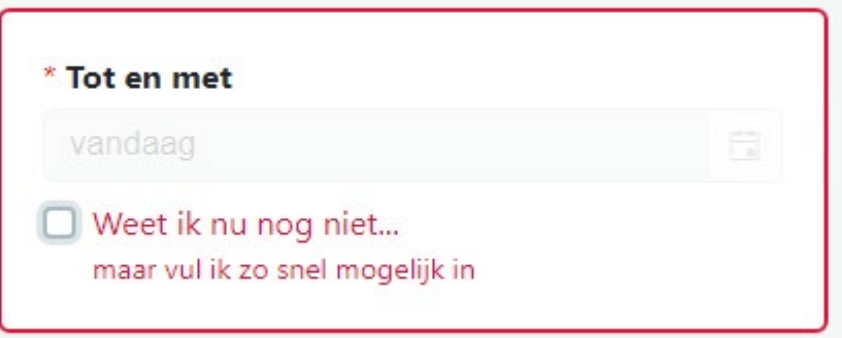 * Tot en met
vandaag
Weet ik nu nog niet...
maar vul ik zo snel mogelijk in